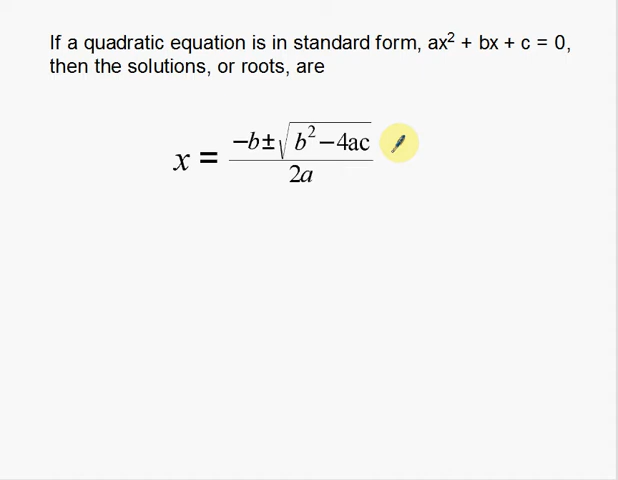 If a quadratic equation is in standard form, ax² + bx + c = 0,
then the solutions, or roots, are
x = (−b ± √(b² − 4ac)) / 2a